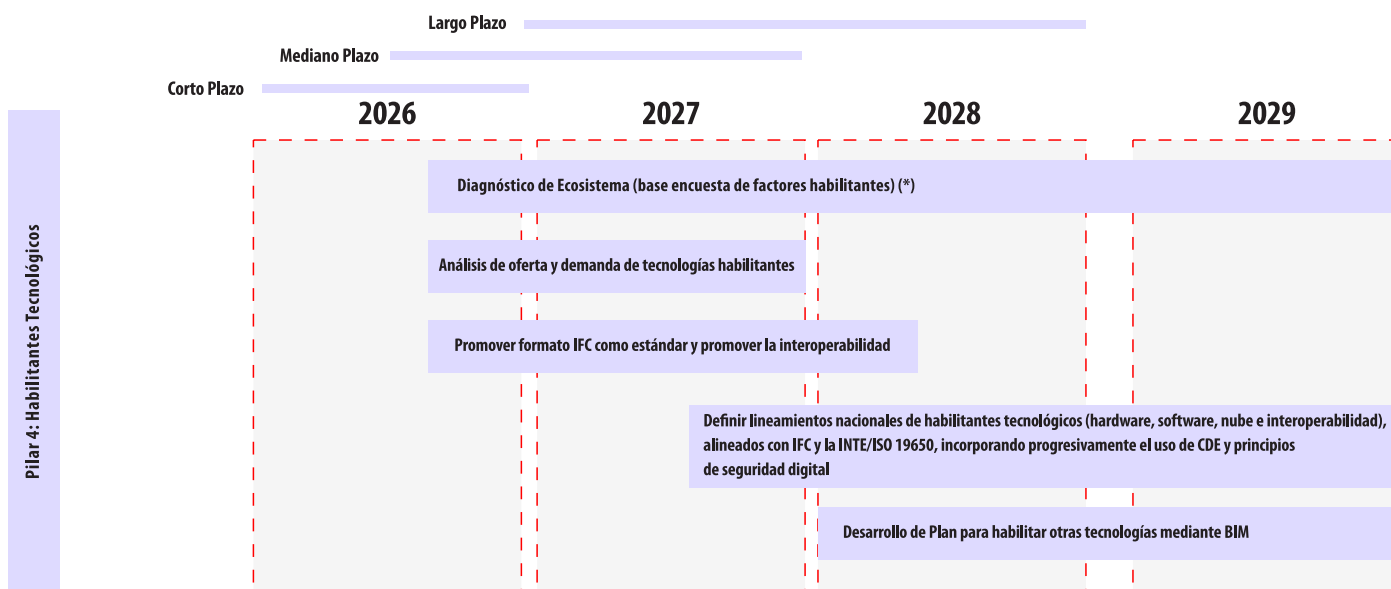 Largo Plazo
Mediano Plazo
Corto Plazo
2026
2027
2028
2029
Pilar 4: Habilitantes Tecnológicos
Diagnóstico de Ecosistema (base encuesta de factores habilitantes) (*)
Análisis de oferta y demanda de tecnologías habilitantes
Promover formato IFC como estándar y promover la interoperabilidad
Definir lineamientos nacionales de habilitantes tecnológicos (hardware, software, nube e interoperabilidad),
alineados con IFC y la INTE/ISO 19650, incorporando progresivamente el uso de CDE y principios
de seguridad digital
Desarrollo de Plan para habilitar otras tecnologías mediante BIM